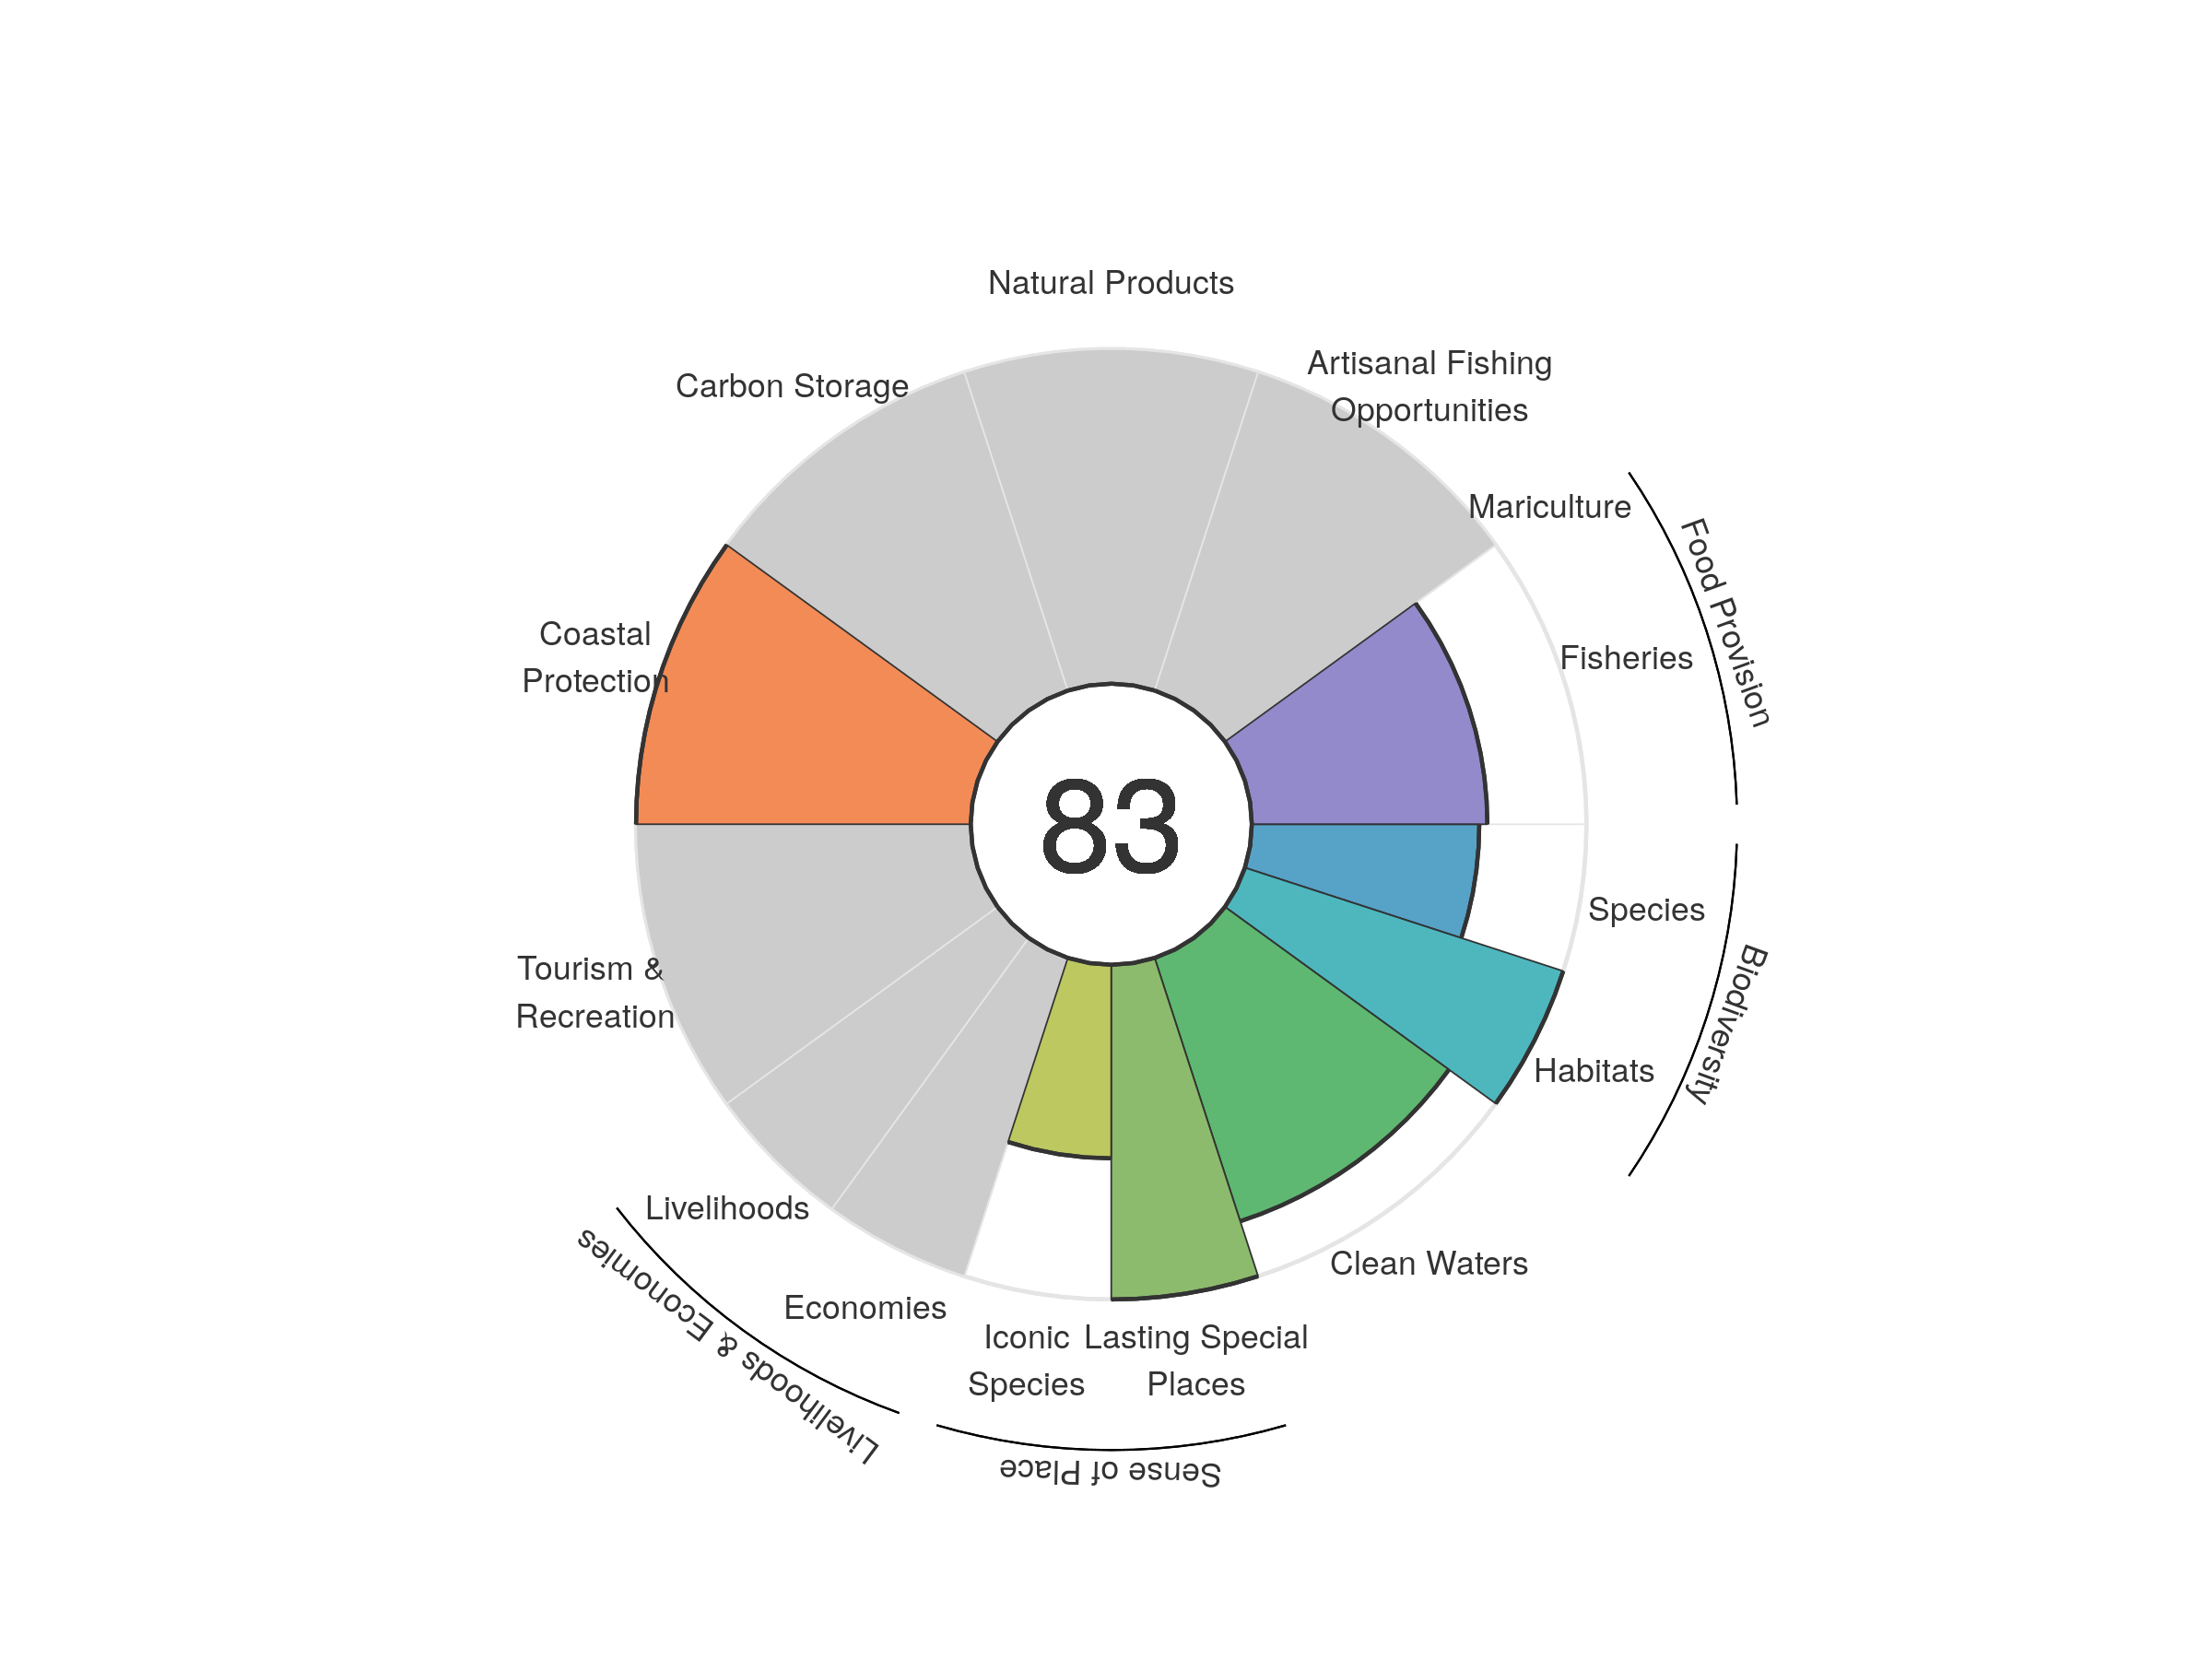 Natural Products
Artisanal Fishing
Opportunities
Carbon Storage
Mariculture
Food Provision
Fisheries
Coastal
Protection
83
Species
Biodiversity
Tourism &
Recreation
Habitats
Livelihoods
Clean Waters
Livelihoods & Economies
Economies
Iconic
Species
Lasting Special
Places
Sense of Place